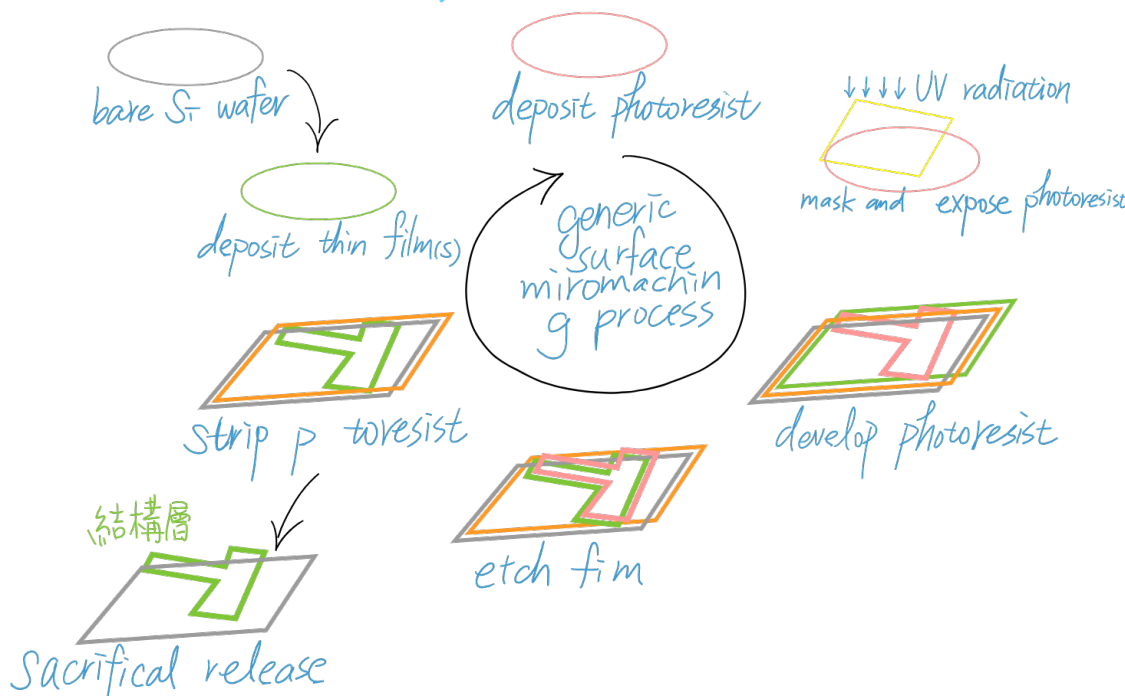 bare Si wafer
deposit photoresist
↓↓↓↓ UV radiation
mask and expose photoresist
deposit thin film(s)
generic
surface
miromachin
g process
strip p toresist
develop photoresist
etch fim
結構層
sacrifical release